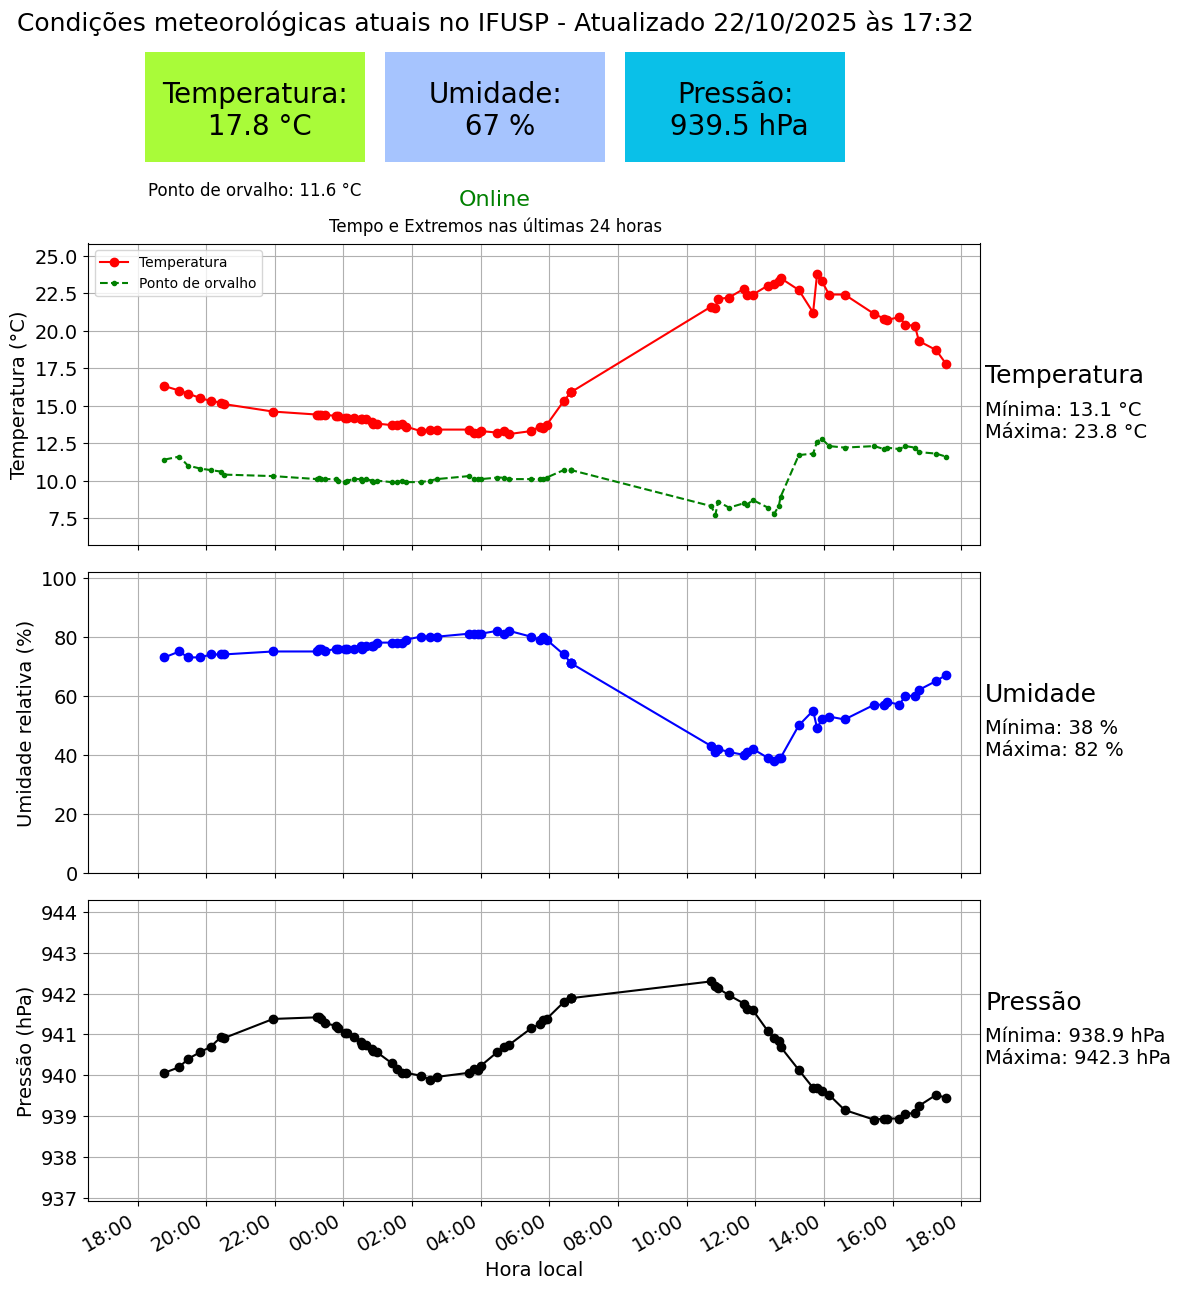 Condições meteorológicas atuais no IFUSP - Atualizado 22/10/2025 às 17:32
Temperatura:
17.8 °C
Umidade:
67 %
Pressão:
939.5 hPa
Ponto de orvalho: 11.6 °C
Online
Tempo e Extremos nas últimas 24 horas
Temperatura (°C)
25.0
22.5
20.0
17.5
15.0
12.5
10.0
7.5
Temperatura
Ponto de orvalho
Temperatura
Mínima: 13.1 °C
Máxima: 23.8 °C
Umidade relativa (%)
100
80
60
40
20
0
Umidade
Mínima: 38 %
Máxima: 82 %
Pressão (hPa)
944
943
942
941
940
939
938
937
Pressão
Mínima: 938.9 hPa
Máxima: 942.3 hPa
18:00
20:00
22:00
00:00
02:00
04:00
06:00
08:00
10:00
12:00
14:00
16:00
18:00
Hora local